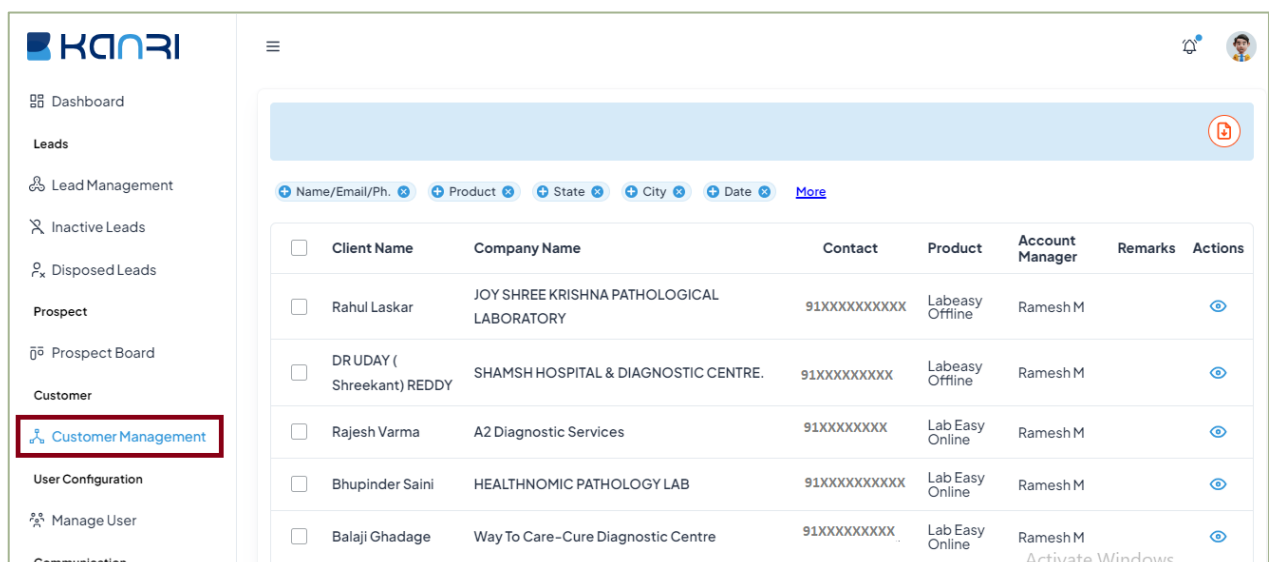 KANRI
Dashboard
Leads
Lead Management
Inactive Leads
Disposed Leads
Prospect
Prospect Board
Customer
Customer Management
User Configuration
Manage User
Communication
Name/Email/Ph.
Product
State
City
Date
More
Client Name
Company Name
Contact
Product
Account
Manager
Remarks
Actions
Rahul Laskar
JOY SHREE KRISHNA PATHOLOGICAL
LABORATORY
91XXXXXXXXXX
Labeasy
Offline
Ramesh M
DR UDAY (
Shreekant) REDDY
SHAMSH HOSPITAL & DIAGNOSTIC CENTRE.
91XXXXXXXXX
Labeasy
Offline
Ramesh M
Rajesh Varma
A2 Diagnostic Services
91XXXXXXXX
Lab Easy
Online
Ramesh M
Bhupinder Saini
HEALTHNOMIC PATHOLOGY LAB
91XXXXXXXXXX
Lab Easy
Online
Ramesh M
Balaji Ghadage
Way To Care-Cure Diagnostic Centre
91XXXXXXXXX
Lab Easy
Online
Ramesh M
Activate Windows